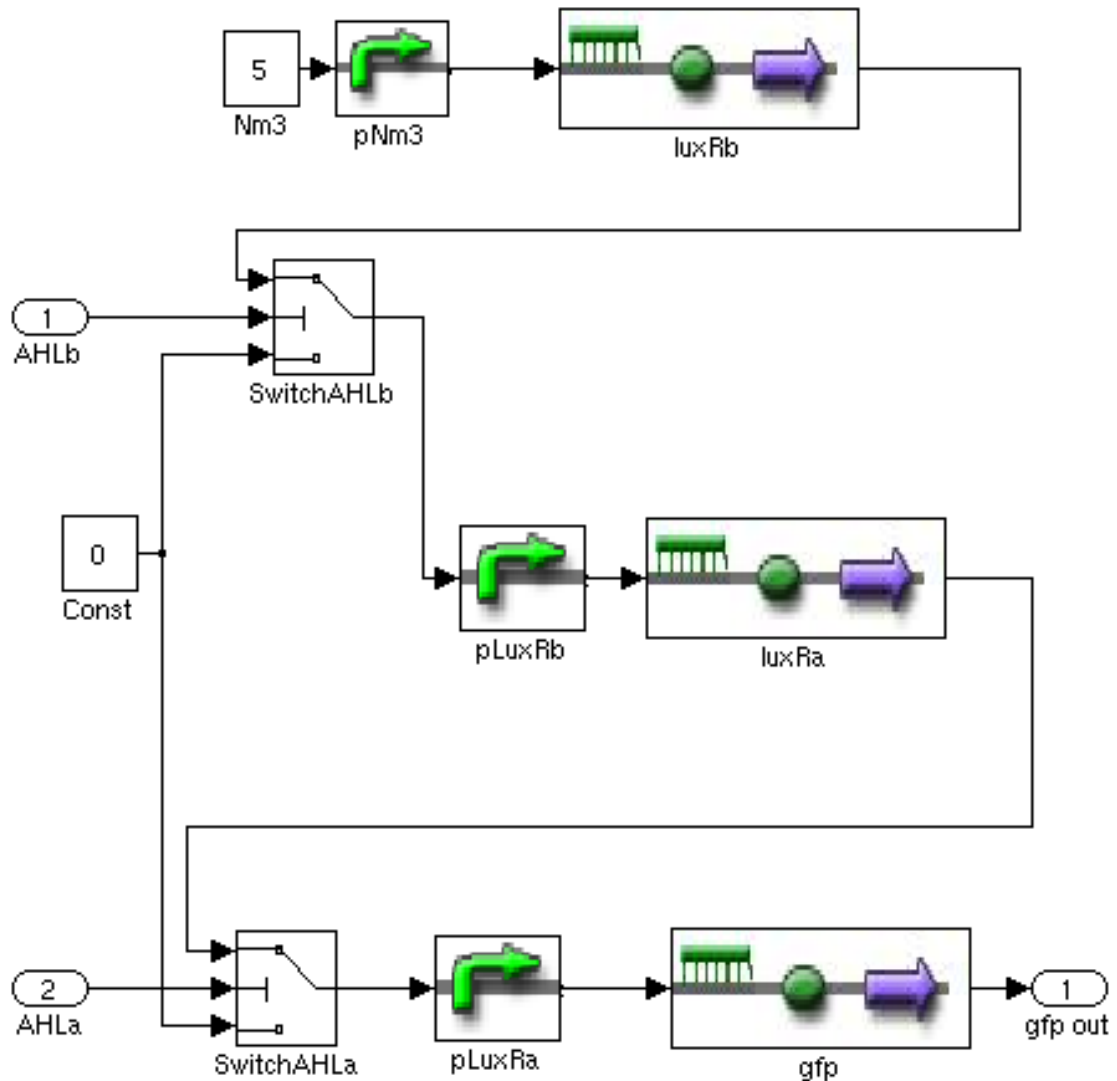 5
Nm3
pNm3
luxRb
1
AHLb
SwitchAHLb
0
Const
pLuxRb
luxRa
2
AHLa
SwitchAHLa
pLuxRa
gfp
1
gfp out